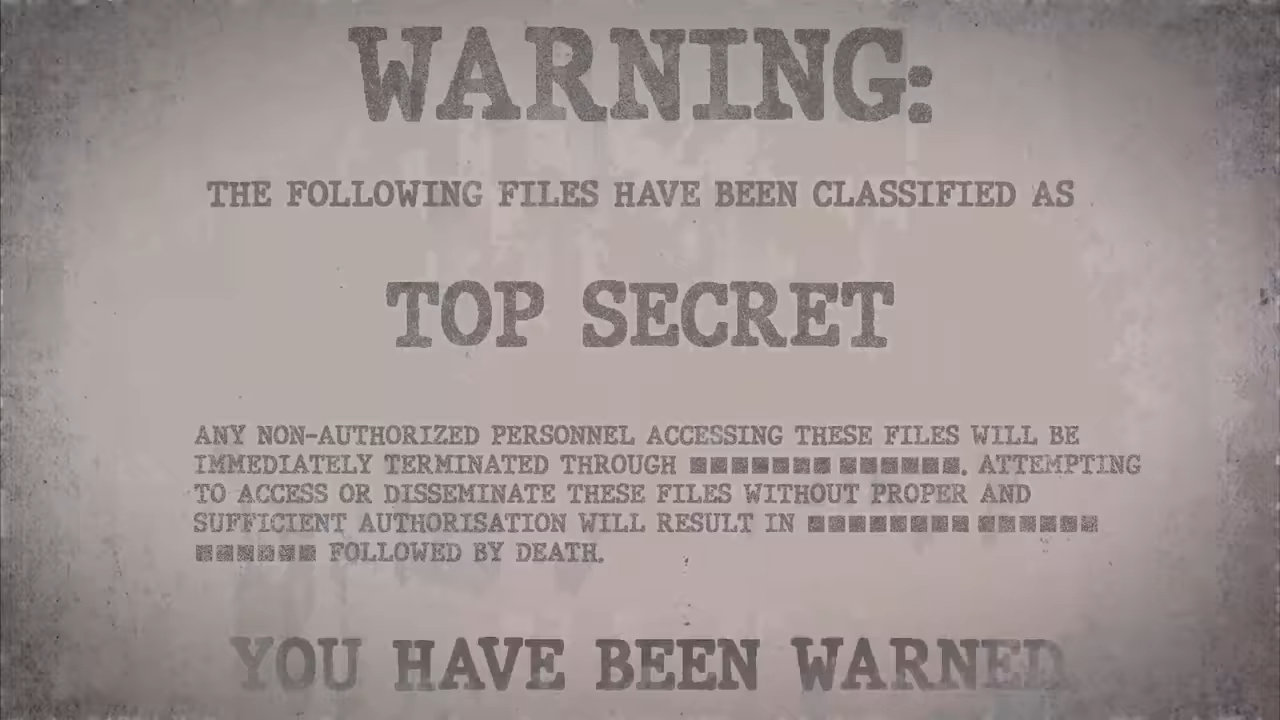 WARNING:
THE FOLLOWING FILES HAVE BEEN CLASSIFIED AS
TOP SECRET
ANY NON-AUTHORIZED PERSONNEL ACCESSING THESE FILES WILL BE
IMMEDIATELY TERMINATED THROUGH ■■■■■■■ ■■■■■■. ATTEMPTING
TO ACCESS OR DISSEMINATE THESE FILES WITHOUT PROPER AND
SUFFICIENT AUTHORISATION WILL RESULT IN ■■■■■■■■ ■■■■■■
■■■■■■ FOLLOWED BY DEATH.
YOU HAVE BEEN WARNED